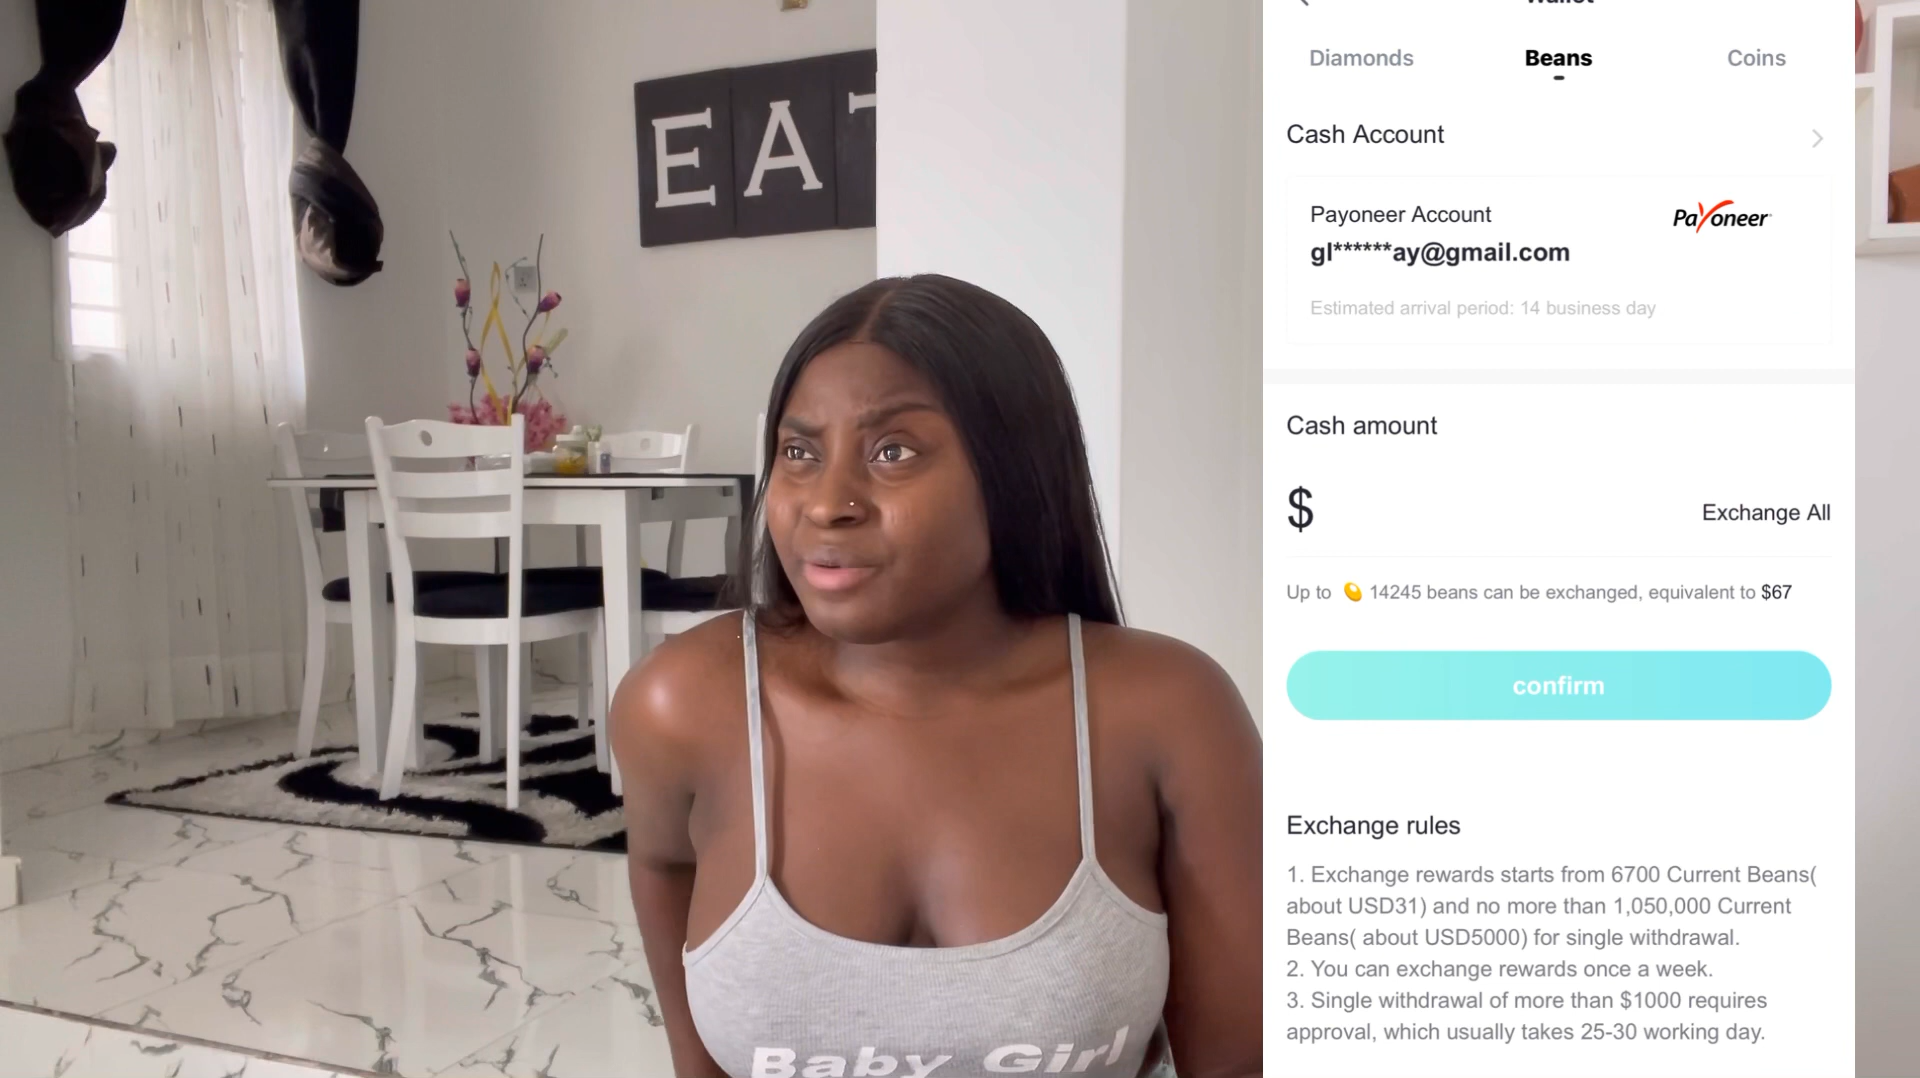 EAT
Baby Girl
Wallet
Diamonds
Beans
Coins
Cash Account
Payoneer Account
Payoneer
gl******ay@gmail.com
Estimated arrival period: 14 business day
Cash amount
$
Exchange All
Up to 14245 beans can be exchanged, equivalent to $67
confirm
Exchange rules
1. Exchange rewards starts from 6700 Current Beans(
about USD31) and no more than 1,050,000 Current
Beans( about USD5000) for single withdrawal.
2. You can exchange rewards once a week.
3. Single withdrawal of more than $1000 requires
approval, which usually takes 25-30 working day.